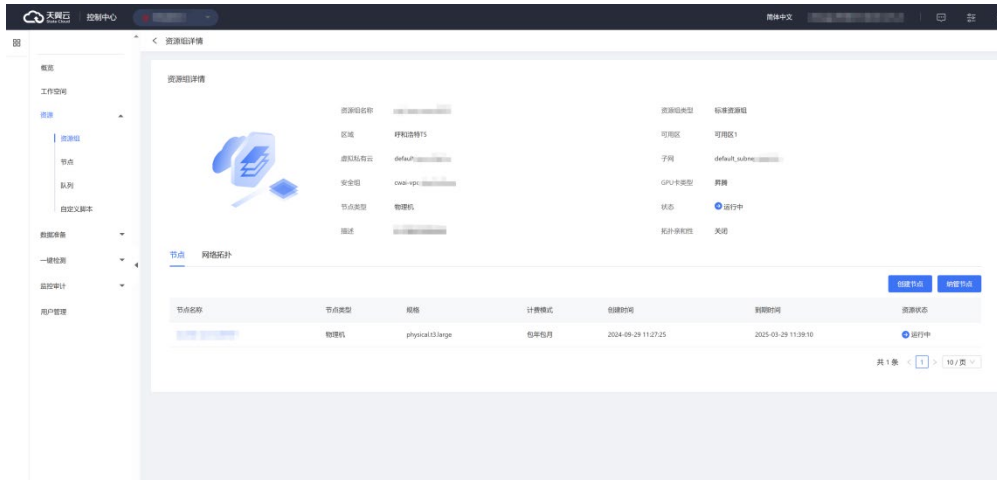 天翼云 State Cloud 控制中心 简体中文
资源组详情
概览
工作空间
资源
资源组
节点
队列
自定义脚本
数据准备
一键检测
监控审计
用户管理
资源组详情
资源组名称 资源组类型 标准资源组
区域 呼和浩特T5 可用区 可用区1
虚拟私有云 default 子网 default_subne
安全组 cwai-vpc- GPU卡类型 昇腾
节点类型 物理机 状态 运行中
描述 拓扑亲和性 关闭
节点 网络拓扑
创建节点 纳管节点
节点名称 节点类型 规格 计费模式 创建时间 到期时间 资源状态
物理机 physical.t3.large 包年包月 2024-09-29 11:27:25 2025-03-29 11:39:10 运行中
共 1 条 < 1 > 10 / 页